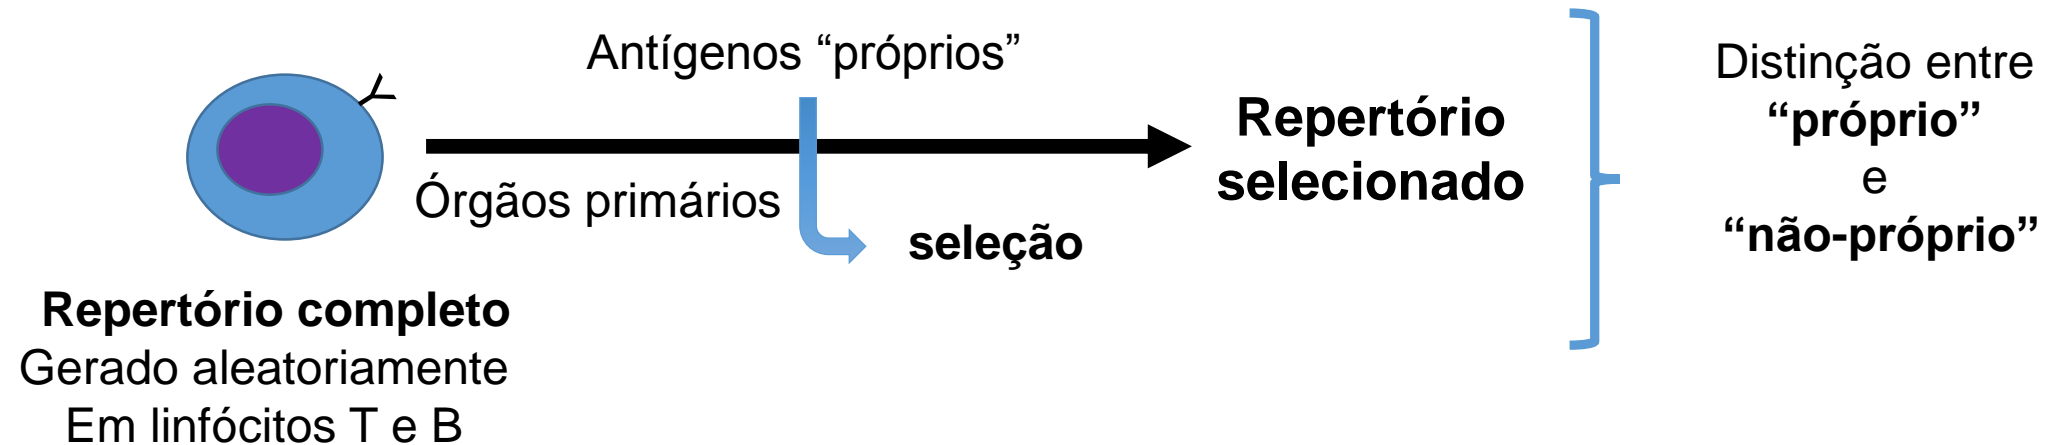 Antígenos “próprios”
Órgãos primários
seleção
Repertório completo
Gerado aleatoriamente
Em linfócitos T e B
Repertório
selecionado
Distinção entre
“próprio”
e
“não-próprio”